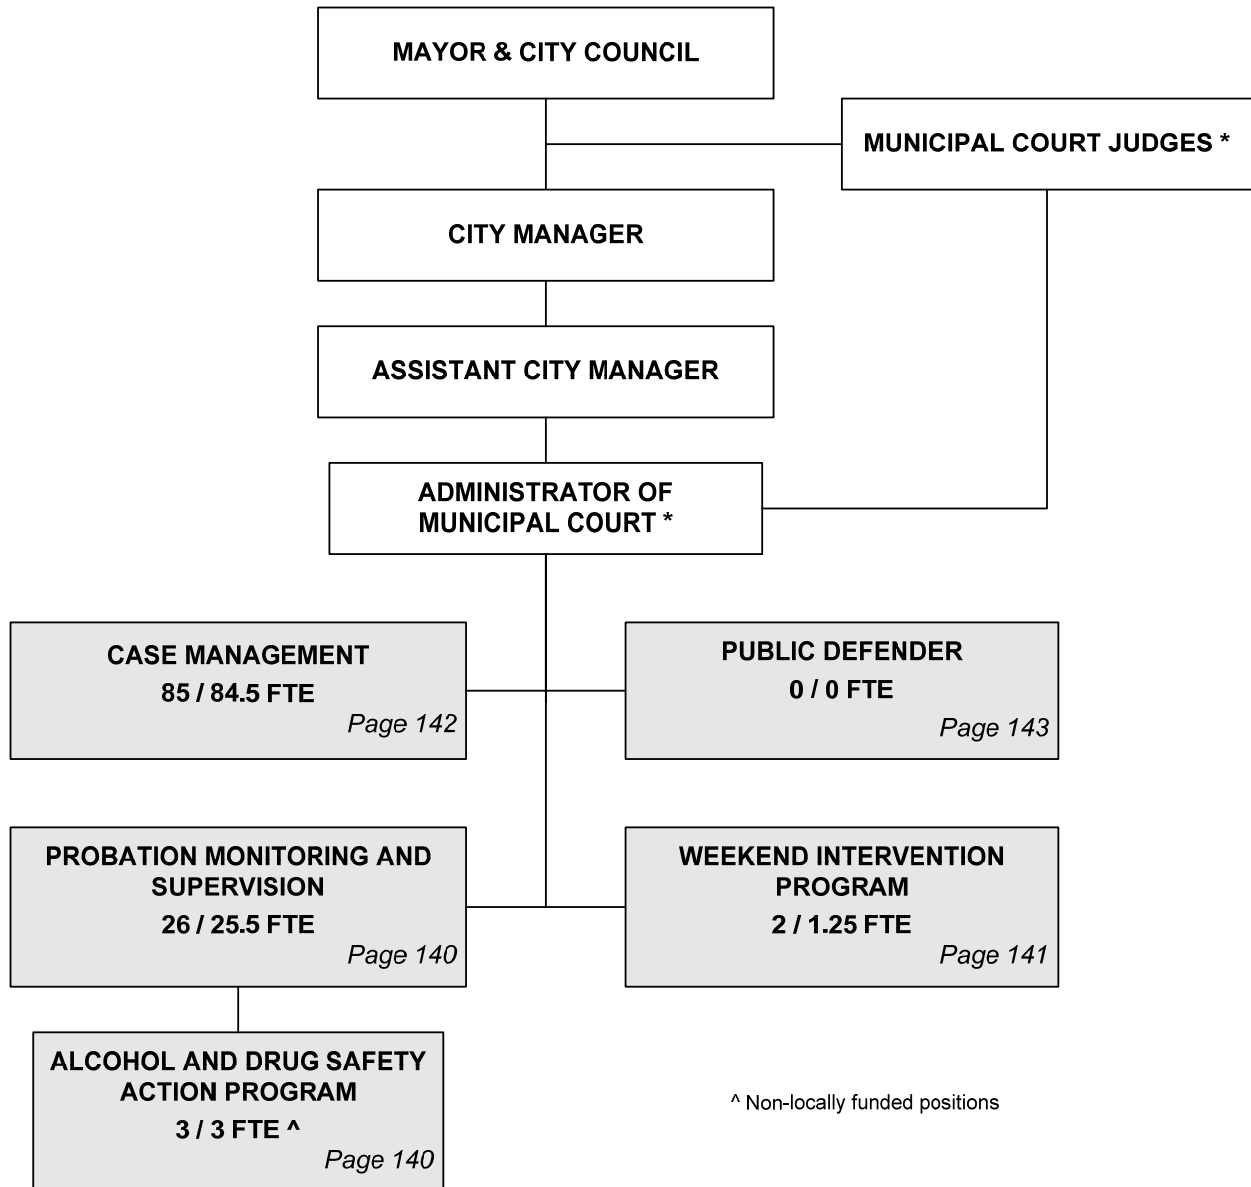 MAYOR & CITY COUNCIL
MUNICIPAL COURT JUDGES *
CITY MANAGER
ASSISTANT CITY MANAGER
ADMINISTRATOR OF
MUNICIPAL COURT *
CASE MANAGEMENT
85 / 84.5 FTE
Page 142
PUBLIC DEFENDER
0 / 0 FTE
Page 143
PROBATION MONITORING AND
SUPERVISION
26 / 25.5 FTE
Page 140
WEEKEND INTERVENTION
PROGRAM
2 / 1.25 FTE
Page 141
ALCOHOL AND DRUG SAFETY
ACTION PROGRAM
3 / 3 FTE ^
Page 140
^ Non-locally funded positions